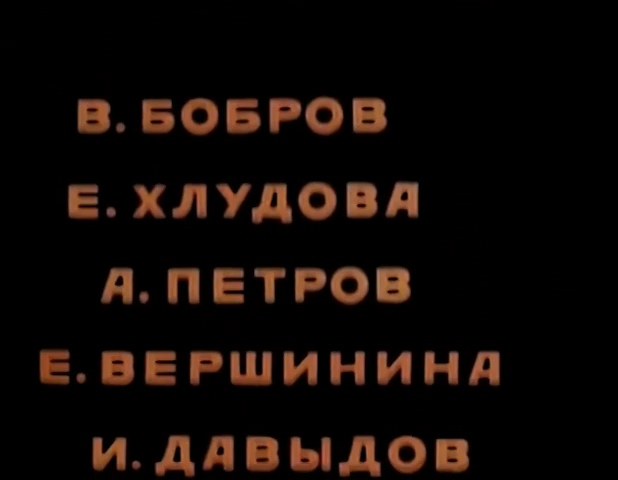 В. БОБРОВ
Е. ХЛУДОВА
А. ПЕТРОВ
Е. ВЕРШИНИНА
И. ДАВЫДОВ